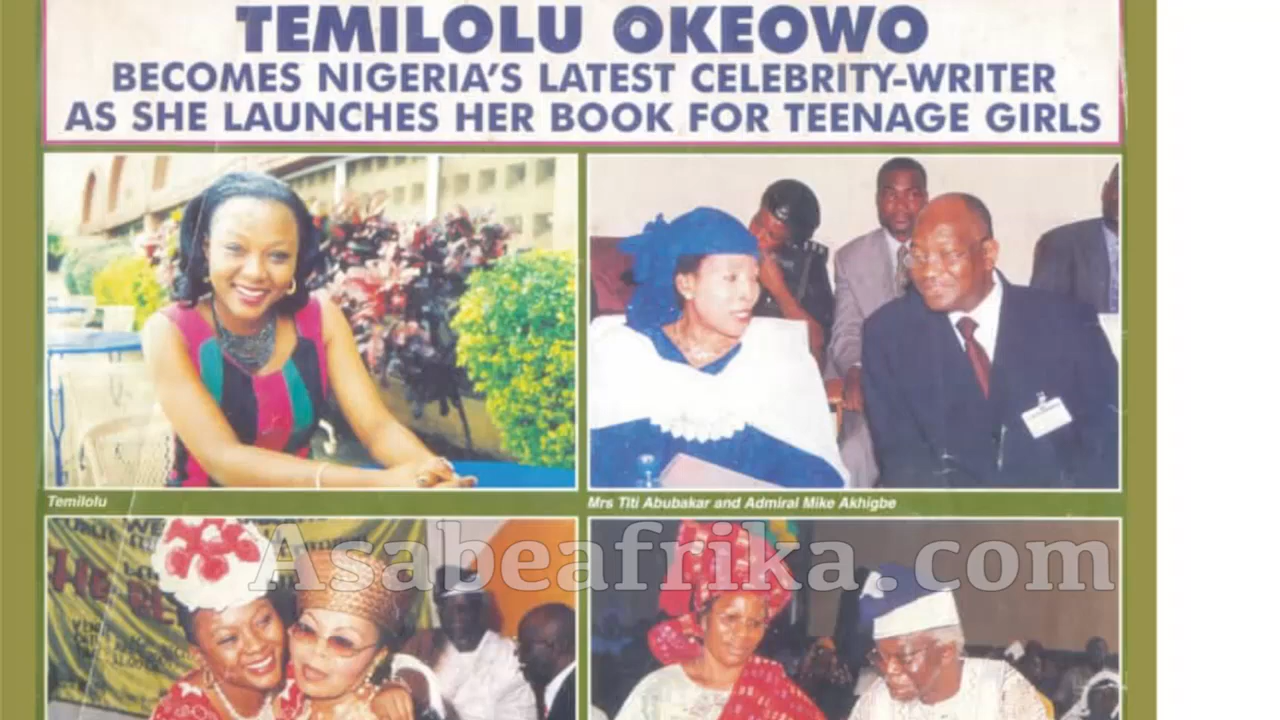 TEMILOLU OKEOWO
BECOMES NIGERIA'S LATEST CELEBRITY-WRITER
AS SHE LAUNCHES HER BOOK FOR TEENAGE GIRLS
Temilolu
Mrs Titi Abubakar and Admiral Mike Akhigbe
Asabeafrika.com